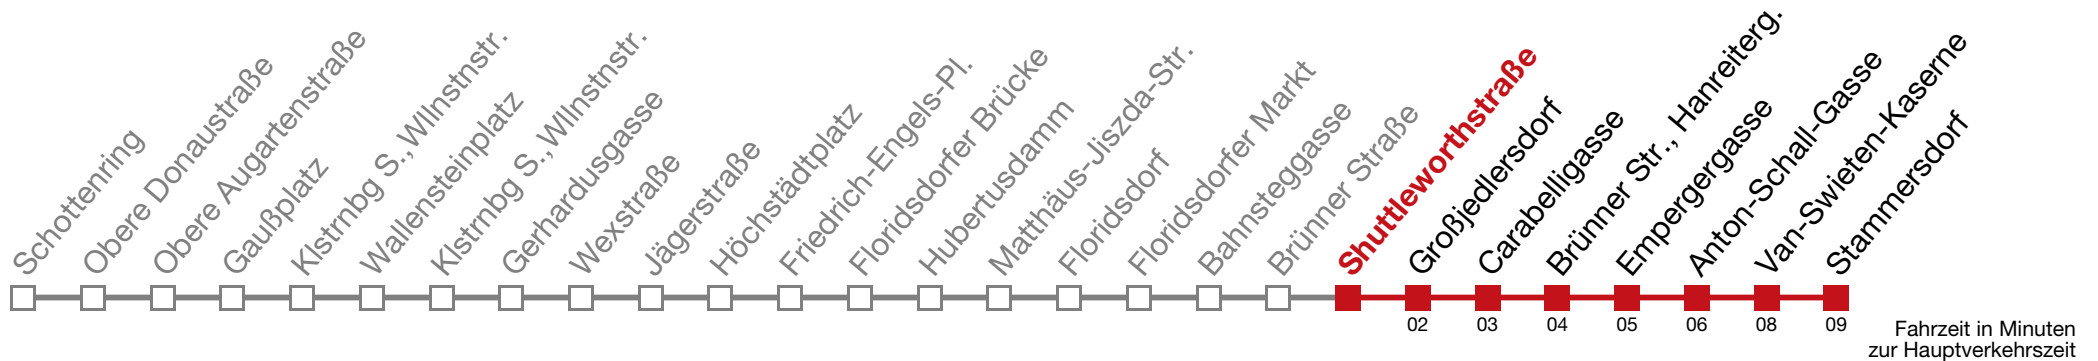 Schottenring
Obere Donaustraße
Obere Augartenstraße
Gaußplatz
Klstrnbg S., Wllnstnstr.
Wallensteinplatz
Klstrnbg S., Wllnstnstr.
Gerhardusgasse
Wexstraße
Jägerstraße
Höchstädtplatz
Friedrich-Engels-Pl.
Floridsdorfer Brücke
Hubertusdamm
Matthäus-Jiszda-Str.
Floridsdorf
Floridsdorfer Markt
Bahnsteggasse
Brünner Straße
Shuttleworthstraße
Großjedlersdorf
Carabelligasse
Brünner Str., Hanreiterg.
Empergergasse
Anton-Schall-Gasse
Van-Swieten-Kaserne
Stammersdorf
02 03 04 05 06 08 09
Fahrzeit in Minuten
zur Hauptverkehrszeit